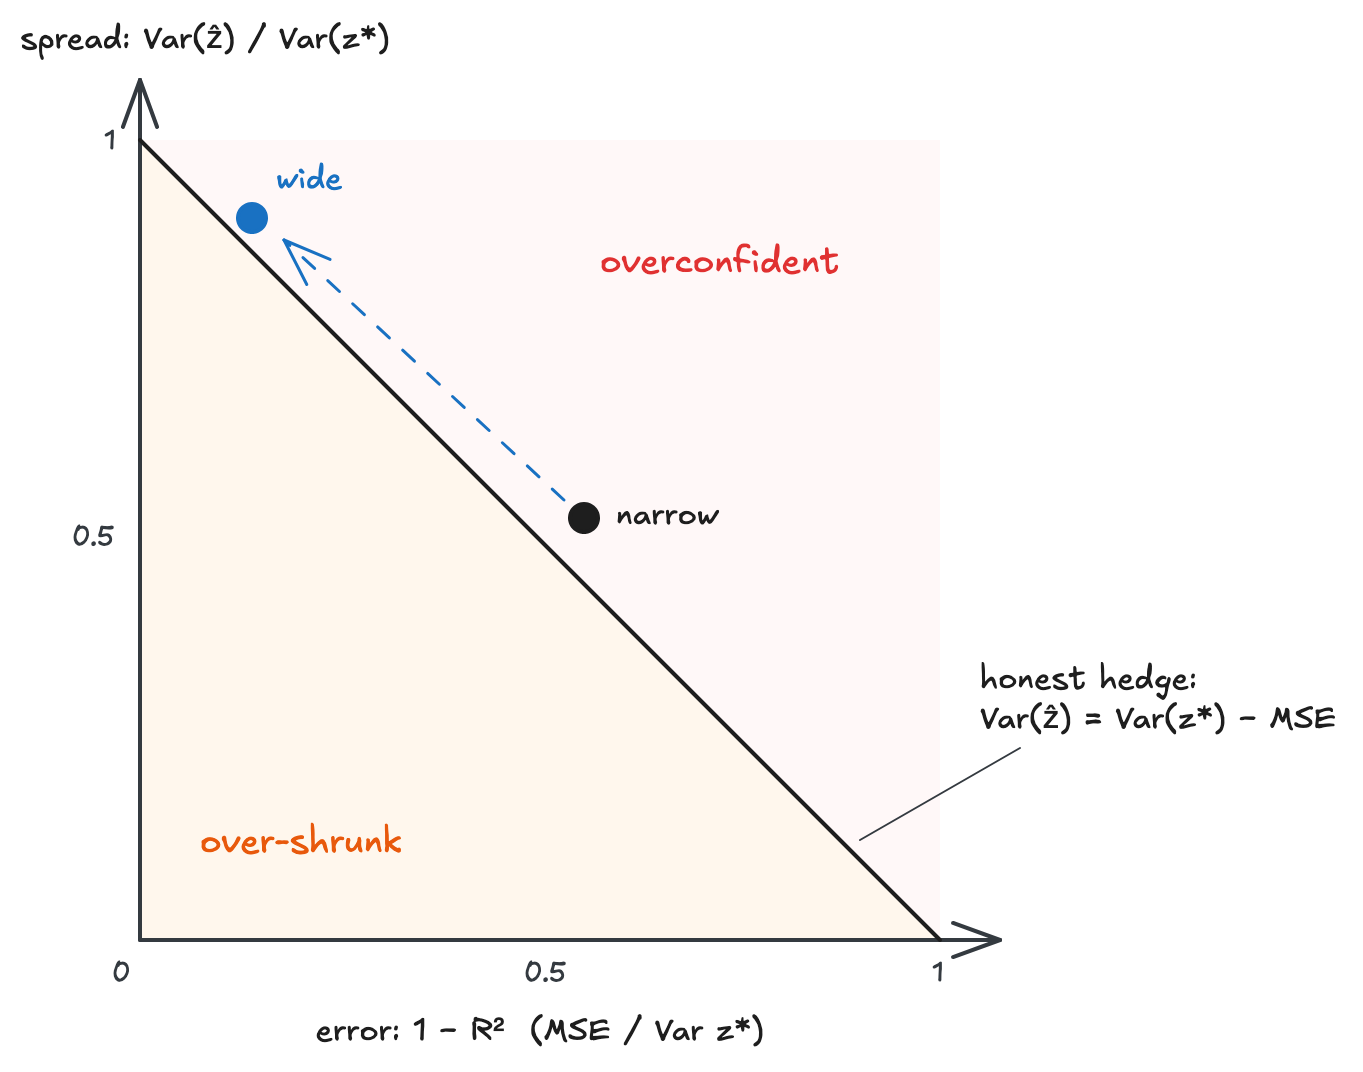 spread: Var(ẑ) / Var(z*)
1
wide
overconfident
narrow
0.5
honest hedge:
Var(ẑ) = Var(z*) - MSE
over-shrunk
0
0.5
1
error: 1 - R² (MSE / Var z*)